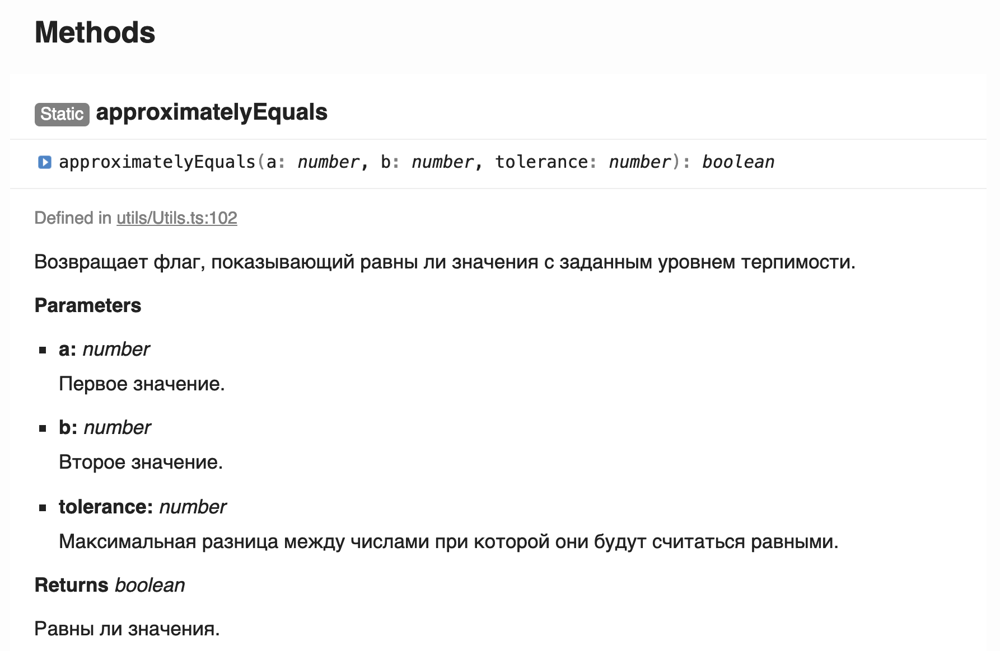 Methods
Static approximatelyEquals
approximatelyEquals(a: number, b: number, tolerance: number): boolean
Defined in utils/Utils.ts:102
Возвращает флаг, показывающий равны ли значения с заданным уровнем терпимости.
Parameters
a: number
Первое значение.
b: number
Второе значение.
tolerance: number
Максимальная разница между числами при которой они будут считаться равными.
Returns boolean
Равны ли значения.